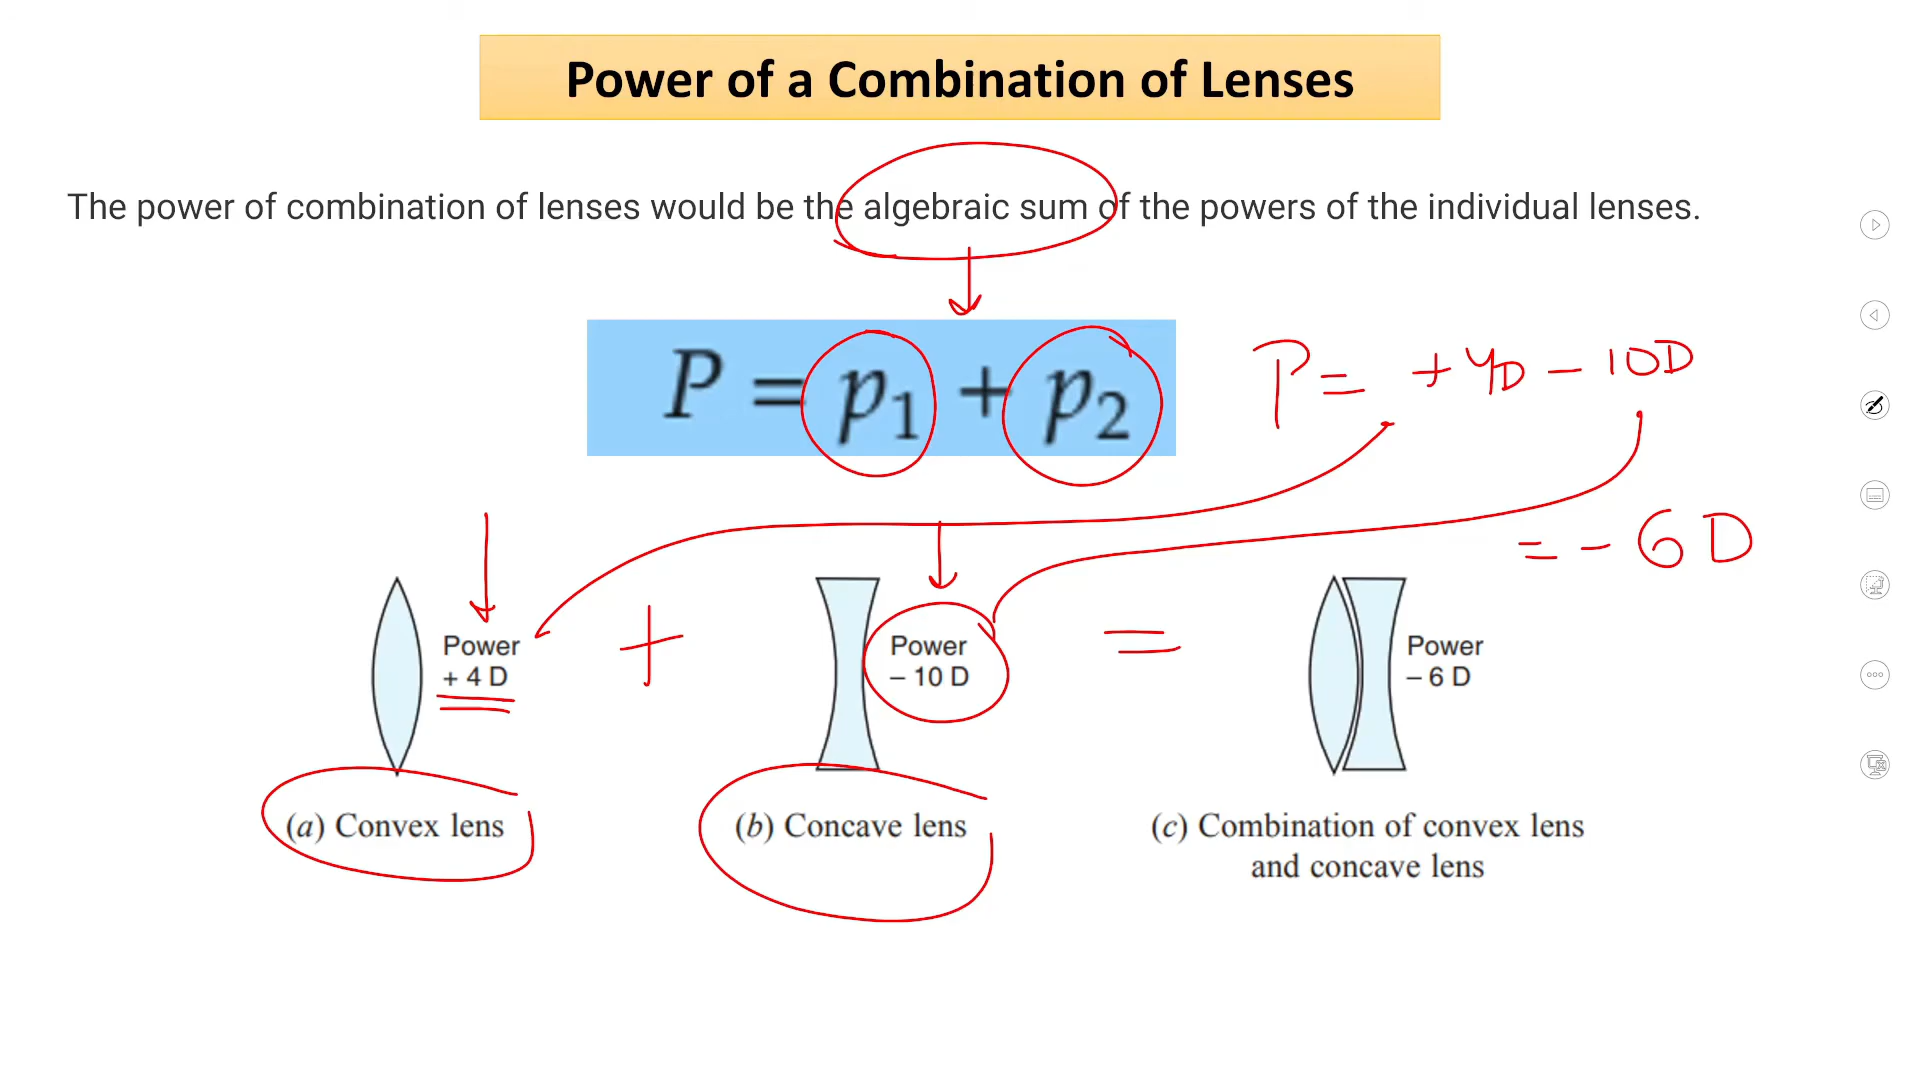 Power of a Combination of Lenses
The power of combination of lenses would be the algebraic sum of the powers of the individual lenses.
P = p₁ + p₂
P = +4D − 10D
= − 6D
Power
+ 4 D
+
Power
– 10 D
=
Power
– 6 D
(a) Convex lens
(b) Concave lens
(c) Combination of convex lens
and concave lens